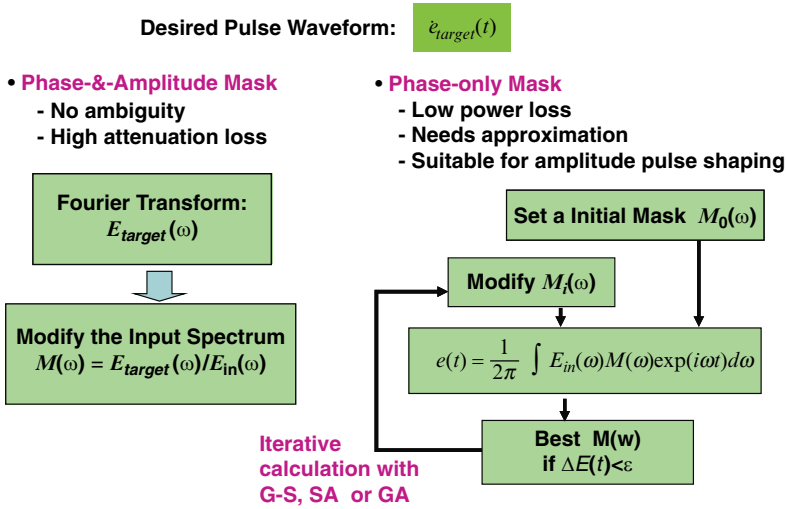 Desired Pulse Waveform: ėtarget(t)
• Phase-&-Amplitude Mask
- No ambiguity
- High attenuation loss
Fourier Transform:
Etarget(ω)
Modify the Input Spectrum
M(ω) = Etarget(ω)/Ein(ω)
• Phase-only Mask
- Low power loss
- Needs approximation
- Suitable for amplitude pulse shaping
Set a Initial Mask M0(ω)
Modify Mi(ω)
e(t) = 1/2π ∫ Ein(ω)M(ω)exp(iωt)dω
Best M(w)
if ΔE(t)<ε
Iterative
calculation with
G-S, SA or GA